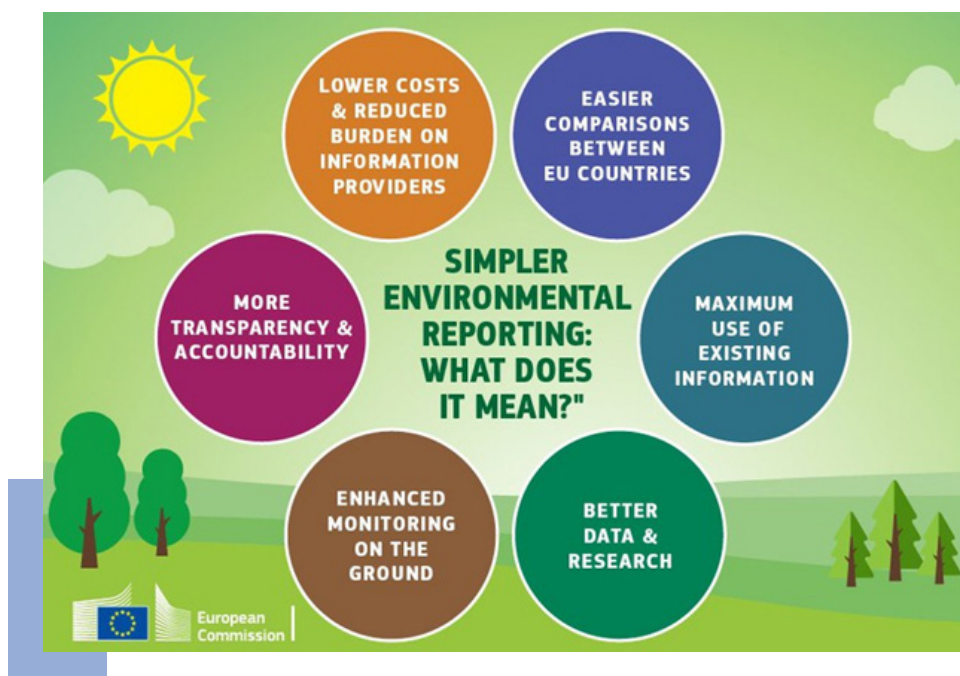 LOWER COSTS
& REDUCED
BURDEN ON
INFORMATION
PROVIDERS
EASIER
COMPARISONS
BETWEEN
EU COUNTRIES
MORE
TRANSPARENCY &
ACCOUNTABILITY
SIMPLER
ENVIRONMENTAL
REPORTING:
WHAT DOES
IT MEAN?"
MAXIMUM
USE OF
EXISTING
INFORMATION
ENHANCED
MONITORING
ON THE
GROUND
BETTER
DATA &
RESEARCH
European
Commission